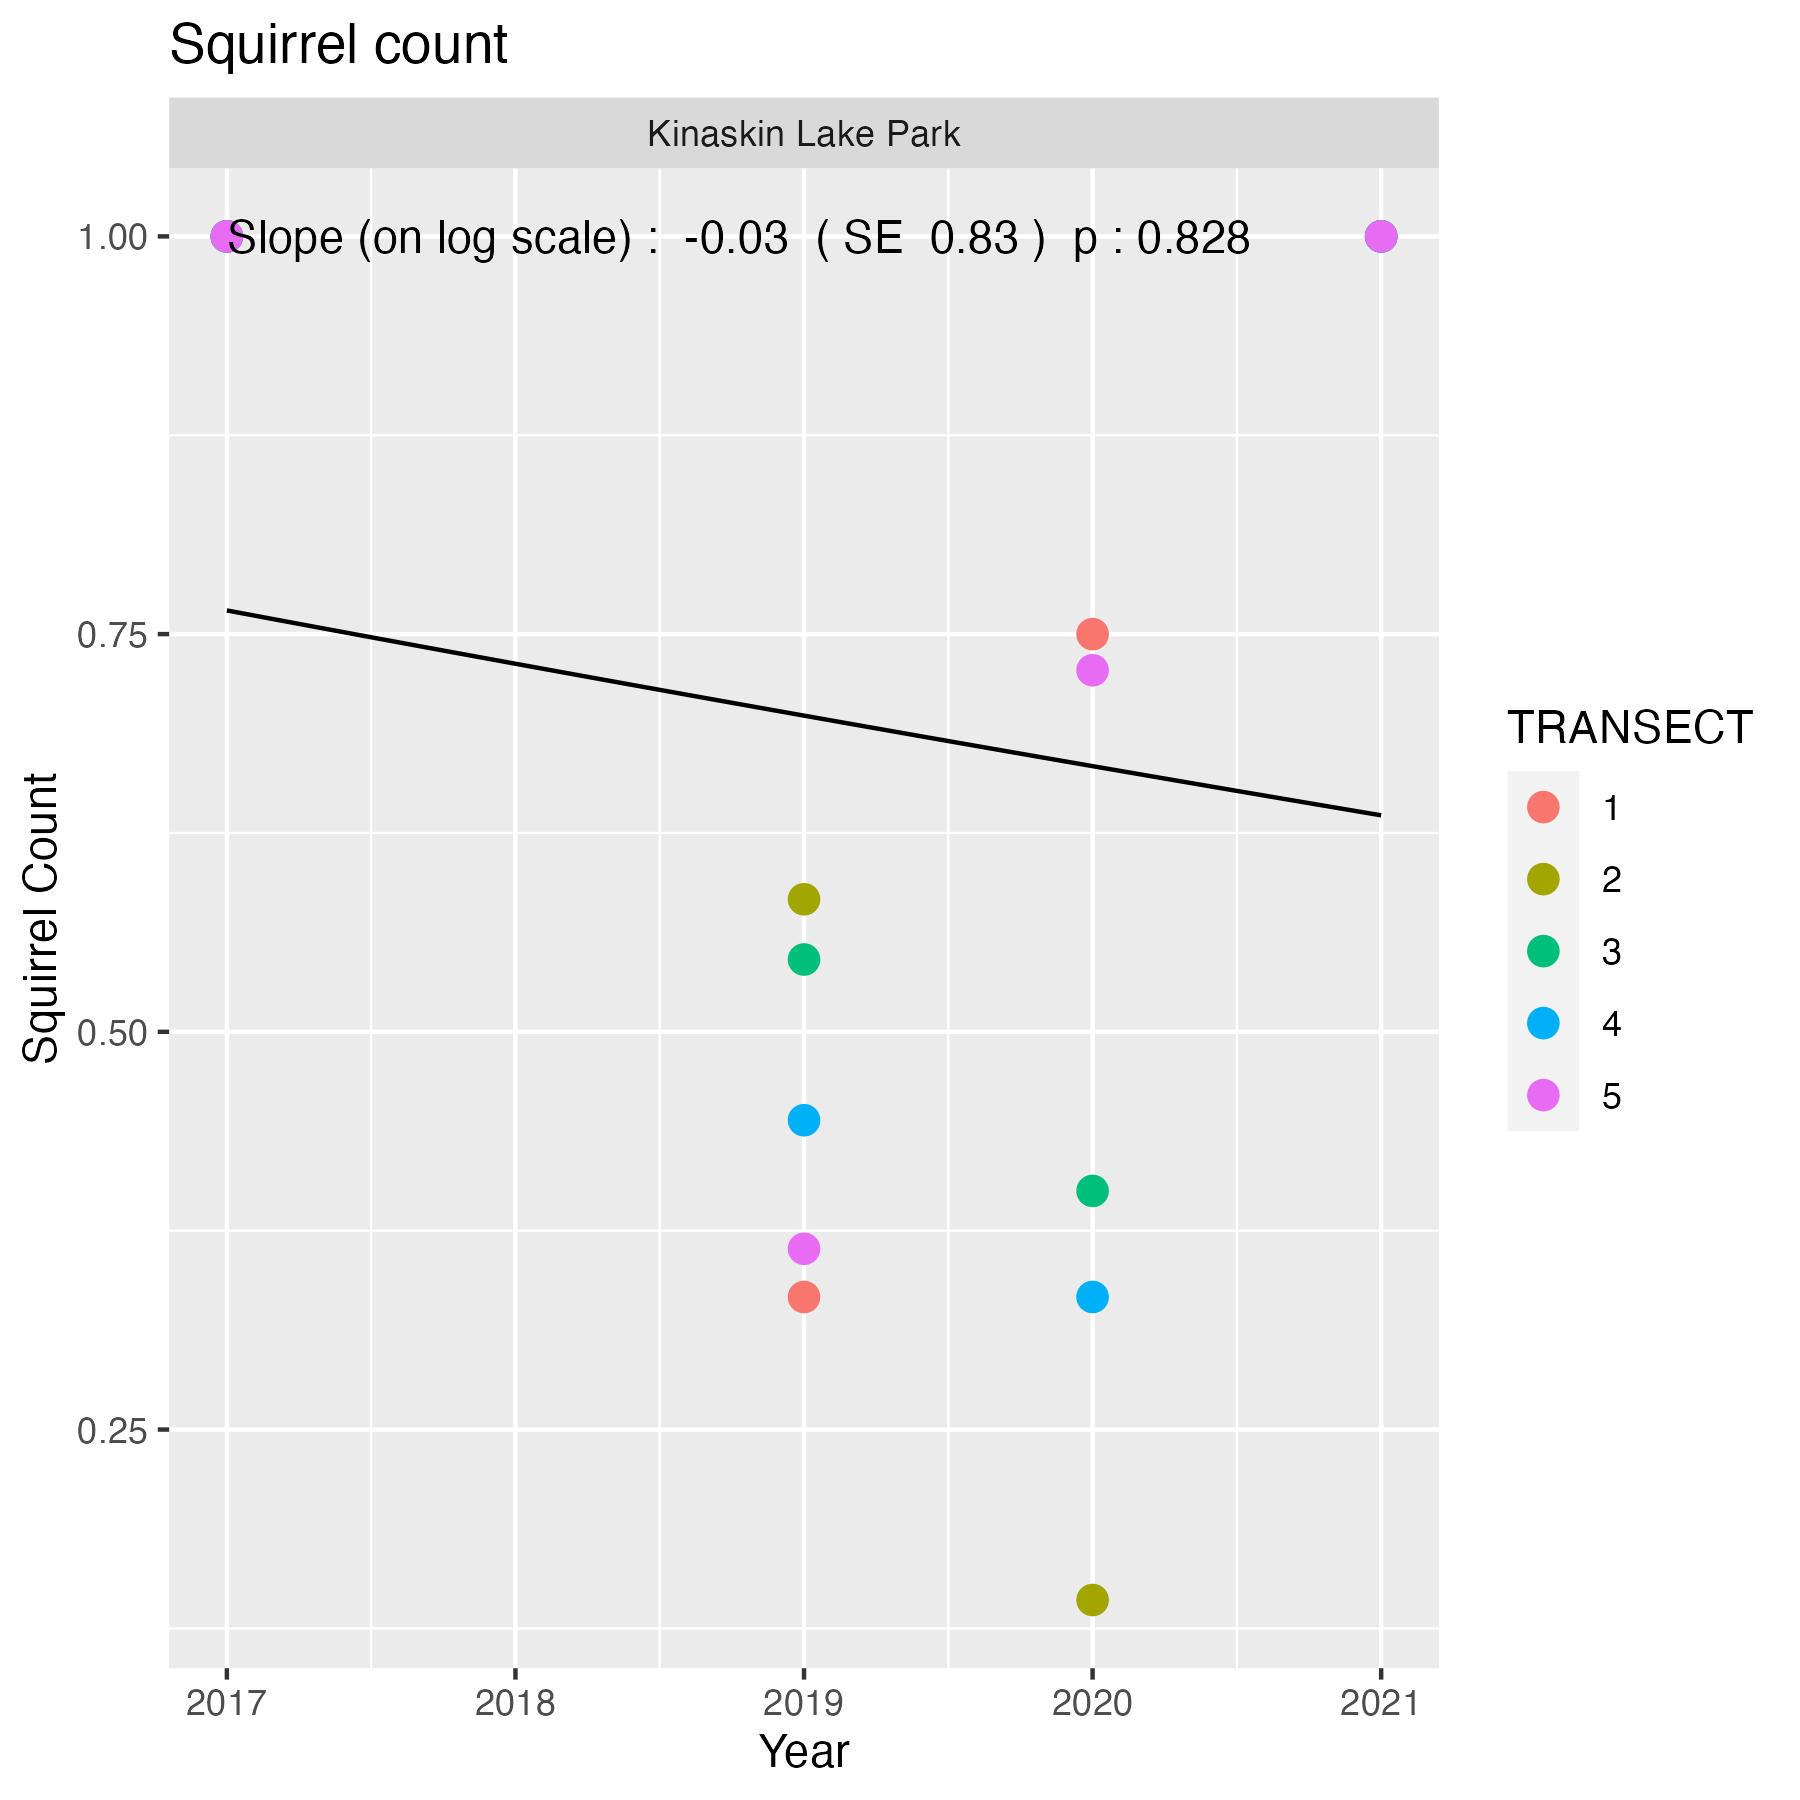 Squirrel count
Kinaskin Lake Park
Slope (on log scale) :  -0.03  ( SE  0.83 )  p : 0.828
1.00
0.75
0.50
0.25
Squirrel Count
2017 2018 2019 2020 2021
Year
TRANSECT
1
2
3
4
5